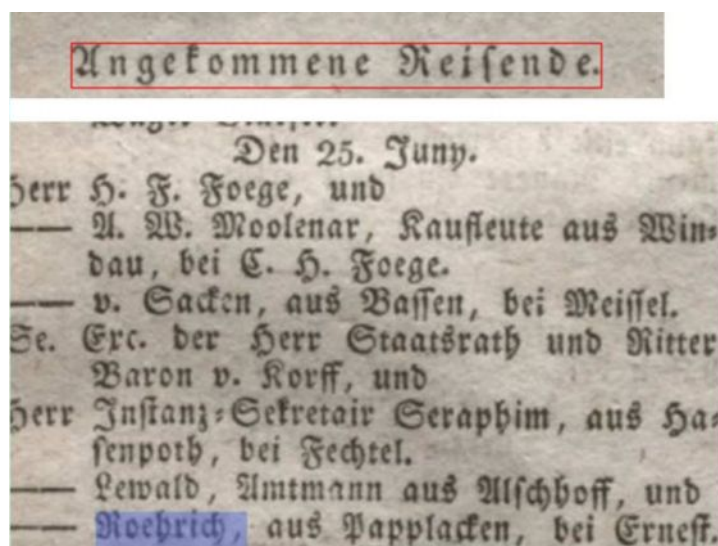 Angekommene Reisende.
Den 25. Juny.
Herr H. F. Foege, und
—— A. W. Moolenar, Kaufleute aus Win-
dau, bei C. H. Foege.
—— v. Sacken, aus Bassen, bei Meissel.
Se. Exc. der Herr Staatsrath und Ritter
Baron v. Korff, und
Herr Instanz-Sekretair Seraphim, aus Ha-
senpoth, bei Fechtel.
—— Lewald, Amtmann aus Alschhoff, und
—— Roehrich, aus Papplacken, bei Ernest.